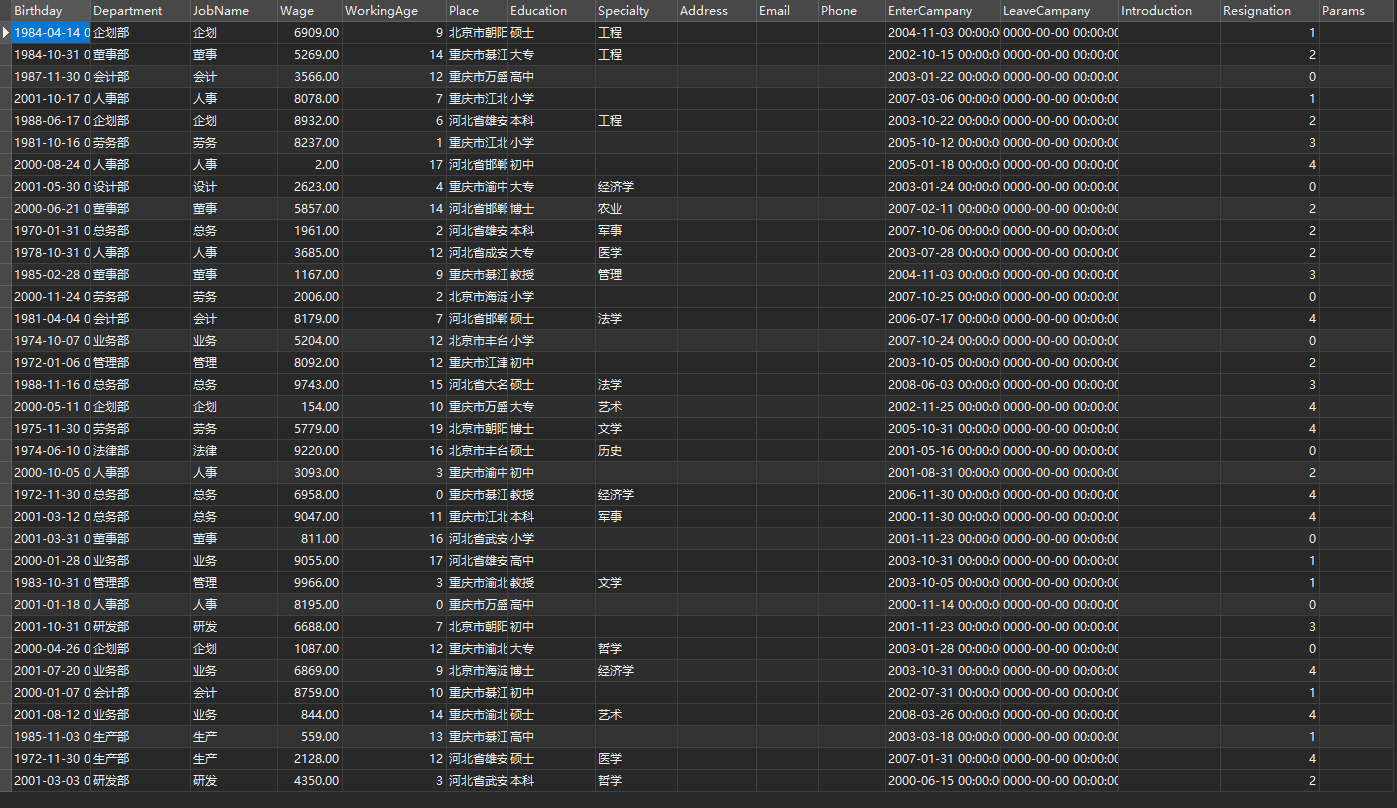 Birthday Department JobName Wage WorkingAge Place Education Specialty Address Email Phone EnterCampany LeaveCampany Introduction Resignation Params
1984-04-14 0 企划部 企划 6909.00 9 北京市朝阳 硕士 工程 2004-11-03 00:00:0 0000-00-00 00:00:00 1
1984-10-31 0 董事部 董事 5269.00 14 重庆市綦江 大专 工程 2002-10-15 00:00:0 0000-00-00 00:00:00 2
1987-11-30 0 会计部 会计 3566.00 12 重庆市万盛 高中 2003-01-22 00:00:0 0000-00-00 00:00:00 0
2001-10-17 0 人事部 人事 8078.00 7 重庆市江北 小学 2007-03-06 00:00:0 0000-00-00 00:00:00 1
1988-06-17 0 企划部 企划 8932.00 6 河北省雄安 本科 工程 2003-10-22 00:00:0 0000-00-00 00:00:00 2
1981-10-16 0 劳务部 劳务 8237.00 1 重庆市江北 小学 2005-10-12 00:00:0 0000-00-00 00:00:00 3
2000-08-24 0 人事部 人事 2.00 17 河北省邯郸 初中 2005-01-18 00:00:0 0000-00-00 00:00:00 4
2001-05-30 0 设计部 设计 2623.00 4 重庆市渝中 大专 经济学 2003-01-24 00:00:0 0000-00-00 00:00:00 0
2000-06-21 0 董事部 董事 5857.00 14 河北省邯郸 博士 农业 2007-02-11 00:00:0 0000-00-00 00:00:00 2
1970-01-31 0 总务部 总务 1961.00 2 河北省雄安 本科 军事 2007-10-06 00:00:0 0000-00-00 00:00:00 2
1978-10-31 0 人事部 人事 3685.00 12 河北省成安 大专 医学 2003-07-28 00:00:0 0000-00-00 00:00:00 2
1985-02-28 0 董事部 董事 1167.00 9 重庆市綦江 教授 管理 2004-11-03 00:00:0 0000-00-00 00:00:00 3
2000-11-24 0 劳务部 劳务 2006.00 2 北京市海淀 小学 2007-10-25 00:00:0 0000-00-00 00:00:00 0
1981-04-04 0 会计部 会计 8179.00 7 河北省邯郸 硕士 法学 2006-07-17 00:00:0 0000-00-00 00:00:00 4
1974-10-07 0 业务部 业务 5204.00 12 北京市丰台 小学 2007-10-24 00:00:0 0000-00-00 00:00:00 0
1972-01-06 0 管理部 管理 8092.00 12 重庆市江津 初中 2003-10-05 00:00:0 0000-00-00 00:00:00 2
1988-11-16 0 总务部 总务 9743.00 15 河北省大名 硕士 法学 2008-06-03 00:00:0 0000-00-00 00:00:00 3
2000-05-11 0 企划部 企划 154.00 10 重庆市万盛 大专 艺术 2002-11-25 00:00:0 0000-00-00 00:00:00 4
1975-11-30 0 劳务部 劳务 5779.00 19 北京市朝阳 博士 文学 2005-10-31 00:00:0 0000-00-00 00:00:00 4
1974-06-10 0 法律部 法律 9220.00 16 北京市丰台 硕士 历史 2001-05-16 00:00:0 0000-00-00 00:00:00 0
2000-10-05 0 人事部 人事 3093.00 3 重庆市渝中 初中 2001-08-31 00:00:0 0000-00-00 00:00:00 2
1972-11-30 0 总务部 总务 6958.00 0 重庆市綦江 教授 经济学 2006-11-30 00:00:0 0000-00-00 00:00:00 4
2001-03-12 0 总务部 总务 9047.00 11 重庆市江北 本科 军事 2000-11-30 00:00:0 0000-00-00 00:00:00 4
2001-03-31 0 董事部 董事 811.00 16 河北省武安 小学 2001-11-23 00:00:0 0000-00-00 00:00:00 0
2000-01-28 0 业务部 业务 9055.00 17 河北省雄安 高中 2003-10-31 00:00:0 0000-00-00 00:00:00 1
1983-10-31 0 管理部 管理 9966.00 3 重庆市渝北 教授 文学 2003-10-05 00:00:0 0000-00-00 00:00:00 1
2001-01-18 0 人事部 人事 8195.00 0 重庆市万盛 高中 2000-11-14 00:00:0 0000-00-00 00:00:00 0
2001-10-31 0 研发部 研发 6688.00 7 北京市朝阳 初中 2001-11-23 00:00:0 0000-00-00 00:00:00 3
2000-04-26 0 企划部 企划 1087.00 12 重庆市渝北 大专 哲学 2003-01-28 00:00:0 0000-00-00 00:00:00 0
2001-07-20 0 业务部 业务 6869.00 9 北京市海淀 博士 经济学 2003-10-31 00:00:0 0000-00-00 00:00:00 4
2000-01-07 0 会计部 会计 8759.00 10 重庆市綦江 初中 2002-07-31 00:00:0 0000-00-00 00:00:00 1
2001-08-12 0 业务部 业务 844.00 14 重庆市渝北 硕士 艺术 2008-03-26 00:00:0 0000-00-00 00:00:00 4
1985-11-03 0 生产部 生产 559.00 13 重庆市綦江 高中 2003-03-18 00:00:0 0000-00-00 00:00:00 1
1972-11-30 0 生产部 生产 2128.00 12 河北省雄安 硕士 医学 2007-01-31 00:00:0 0000-00-00 00:00:00 4
2001-03-03 0 研发部 研发 4350.00 3 河北省武安 本科 哲学 2000-06-15 00:00:0 0000-00-00 00:00:00 2